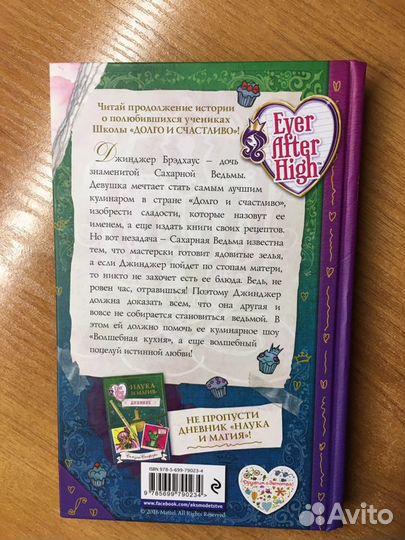 Читай продолжение истории
о полюбившихся учениках
Школы «ДОЛГО И СЧАСТЛИВО»!
Ever
After
High
Джинджер Брэдхаус – дочь
знаменитой Сахарной Ведьмы.
Девушка мечтает стать самым лучшим
кулинаром в стране «Долго и счастливо»,
изобрести сладости, которые назовут ее
именем, а еще издать книги своих рецептов.
Но вот незадача – Сахарная Ведьма известна
тем, что мастерски готовит ядовитые зелья,
а если Джинджер пойдет по стопам матери,
то никто не захочет есть ее блюда. Ведь, не
ровен час, отравишься! Поэтому Джинджер
должна доказать всем, что она другая и
вовсе не собирается становиться ведьмой. В
этом ей должно помочь ее кулинарное шоу
«Волшебная кухня», а еще волшебный
поцелуй истинной любви!
НАУКА
И МАГИЯ
ДНЕВНИК
НЕ ПРОПУСТИ
ДНЕВНИК «НАУКА
И МАГИЯ»!
ISBN 978-5-699-79023-4
9 785699 790234 >
www.facebook.com/eksmodetstvo
© 2015 Mattel. All Rights Reserved.
Avito